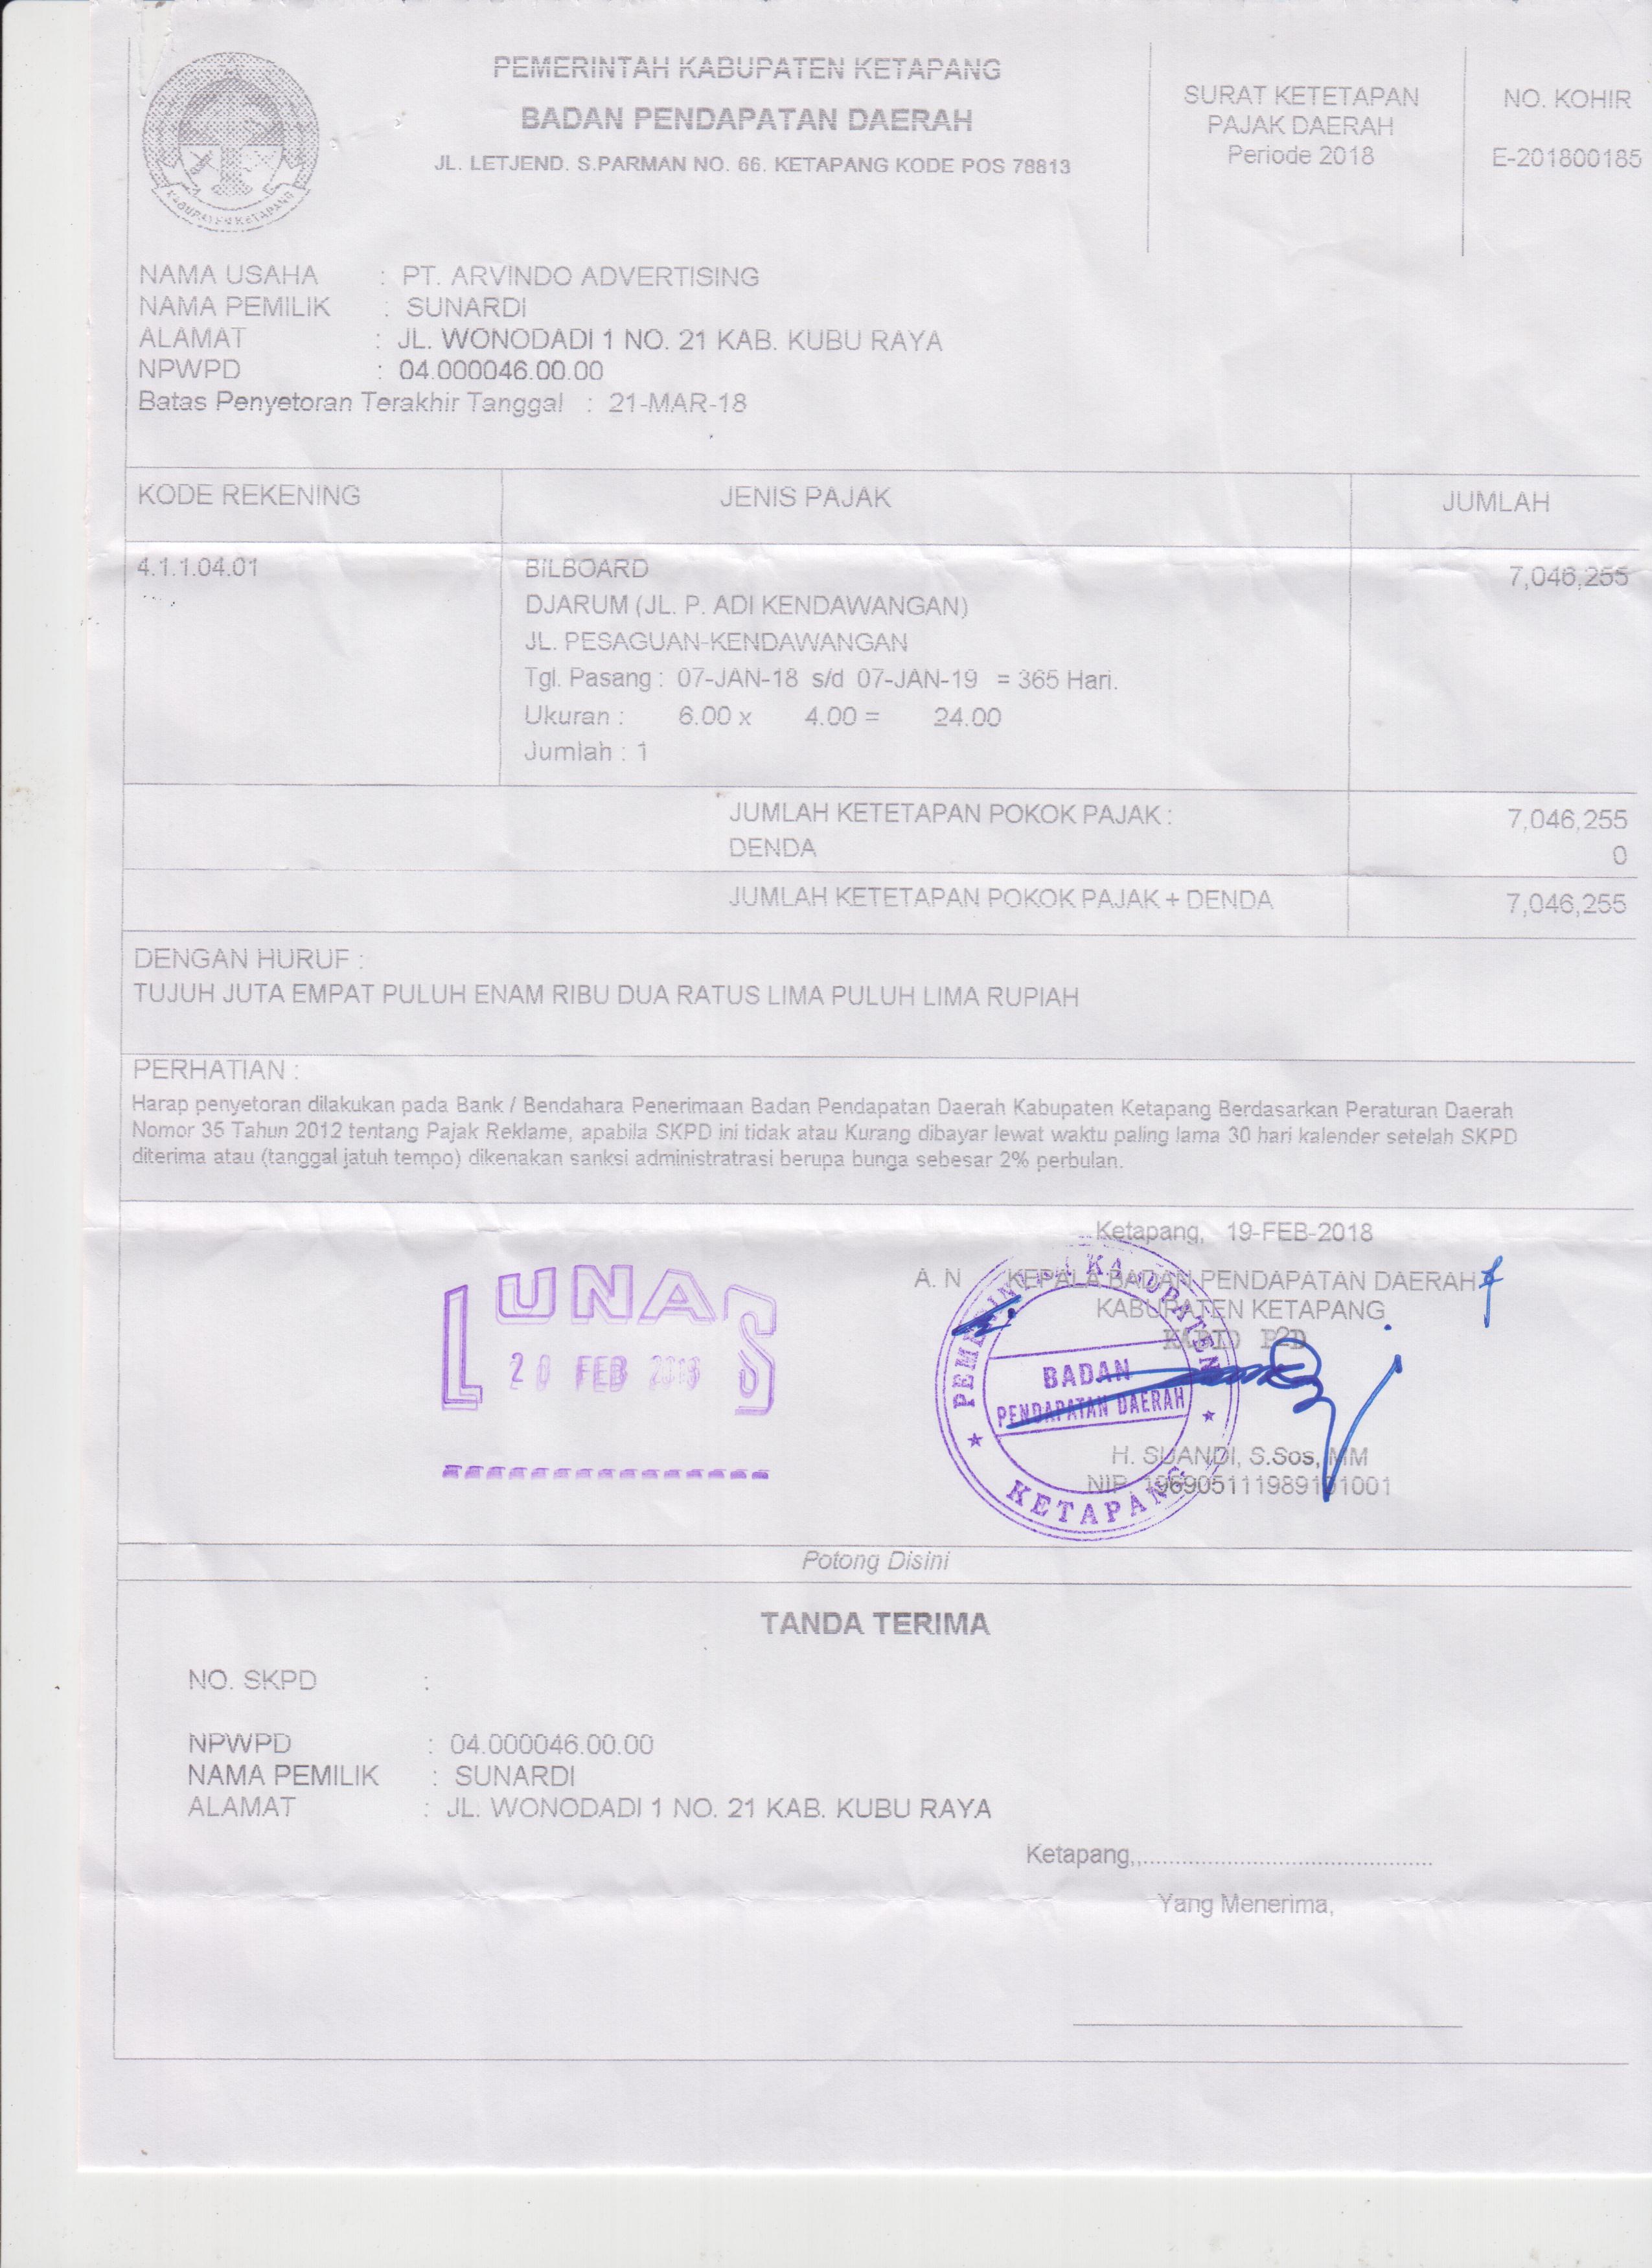 PEMERINTAH KABUPATEN KETAPANG
BADAN PENDAPATAN DAERAH
JL. LETJEND. S.PARMAN NO. 66. KETAPANG KODE POS 78813
KABUPATEN KETAPANG
SURAT KETETAPAN
PAJAK DAERAH
Periode 2018
NO. KOHIR
E-201800185
NAMA USAHA : PT. ARVINDO ADVERTISING
NAMA PEMILIK : SUNARDI
ALAMAT : JL. WONODADI 1 NO. 21 KAB. KUBU RAYA
NPWPD : 04.000046.00.00
Batas Penyetoran Terakhir Tanggal : 21-MAR-18
KODE REKENING JENIS PAJAK JUMLAH
4.1.1.04.01 BILBOARD 7,046,255
DJARUM (JL. P. ADI KENDAWANGAN)
JL. PESAGUAN-KENDAWANGAN
Tgl. Pasang : 07-JAN-18 s/d 07-JAN-19 = 365 Hari.
Ukuran : 6.00 x 4.00 = 24.00
Jumlah : 1
JUMLAH KETETAPAN POKOK PAJAK : 7,046,255
DENDA 0
JUMLAH KETETAPAN POKOK PAJAK + DENDA 7,046,255
DENGAN HURUF :
TUJUH JUTA EMPAT PULUH ENAM RIBU DUA RATUS LIMA PULUH LIMA RUPIAH
PERHATIAN :
Harap penyetoran dilakukan pada Bank / Bendahara Penerimaan Badan Pendapatan Daerah Kabupaten Ketapang Berdasarkan Peraturan Daerah
Nomor 35 Tahun 2012 tentang Pajak Reklame, apabila SKPD ini tidak atau Kurang dibayar lewat waktu paling lama 30 hari kalender setelah SKPD
diterima atau (tanggal jatuh tempo) dikenakan sanksi administratrasi berupa bunga sebesar 2% perbulan.
Ketapang, 19-FEB-2018
A. N KEPALA BADAN PENDAPATAN DAERAH
KABUPATEN KETAPANG
KABID P2D
LUNAS
20 FEB 2018
PEMERINTAH KABUPATEN
BADAN
PENDAPATAN DAERAH
KETAPANG
H. SUANDI, S.Sos, MM
NIP. 196905111989101001
Potong Disini
TANDA TERIMA
NO. SKPD :
NPWPD : 04.000046.00.00
NAMA PEMILIK : SUNARDI
ALAMAT : JL. WONODADI 1 NO. 21 KAB. KUBU RAYA
Ketapang,,.............................................
Yang Menerima,